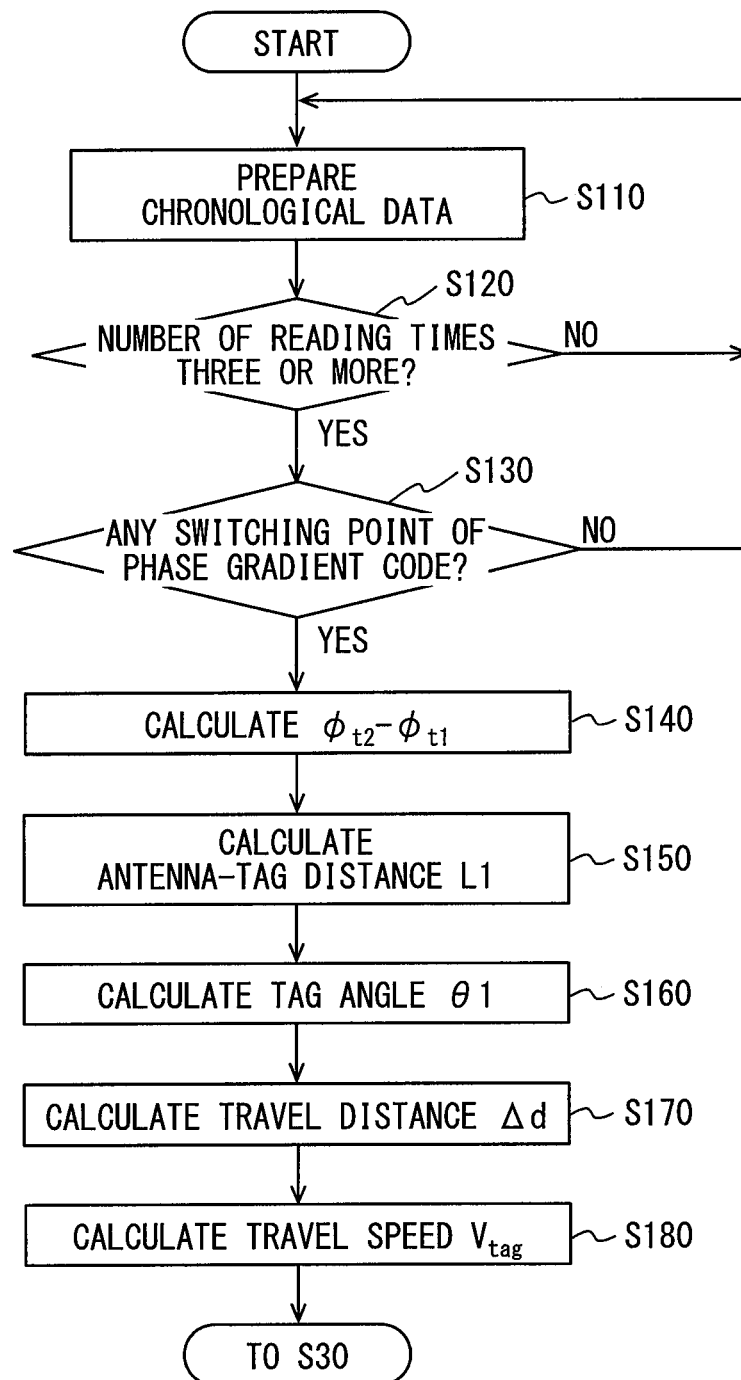 START
PREPARE
CHRONOLOGICAL DATA
S110
S120
NUMBER OF READING TIMES
THREE OR MORE?
NO
YES
S130
ANY SWITCHING POINT OF
PHASE GRADIENT CODE?
NO
YES
CALCULATE ϕt2-ϕt1
S140
CALCULATE
ANTENNA-TAG DISTANCE L1
S150
CALCULATE TAG ANGLE θ1
S160
CALCULATE TRAVEL DISTANCE Δd
S170
CALCULATE TRAVEL SPEED Vtag
S180
TO S30